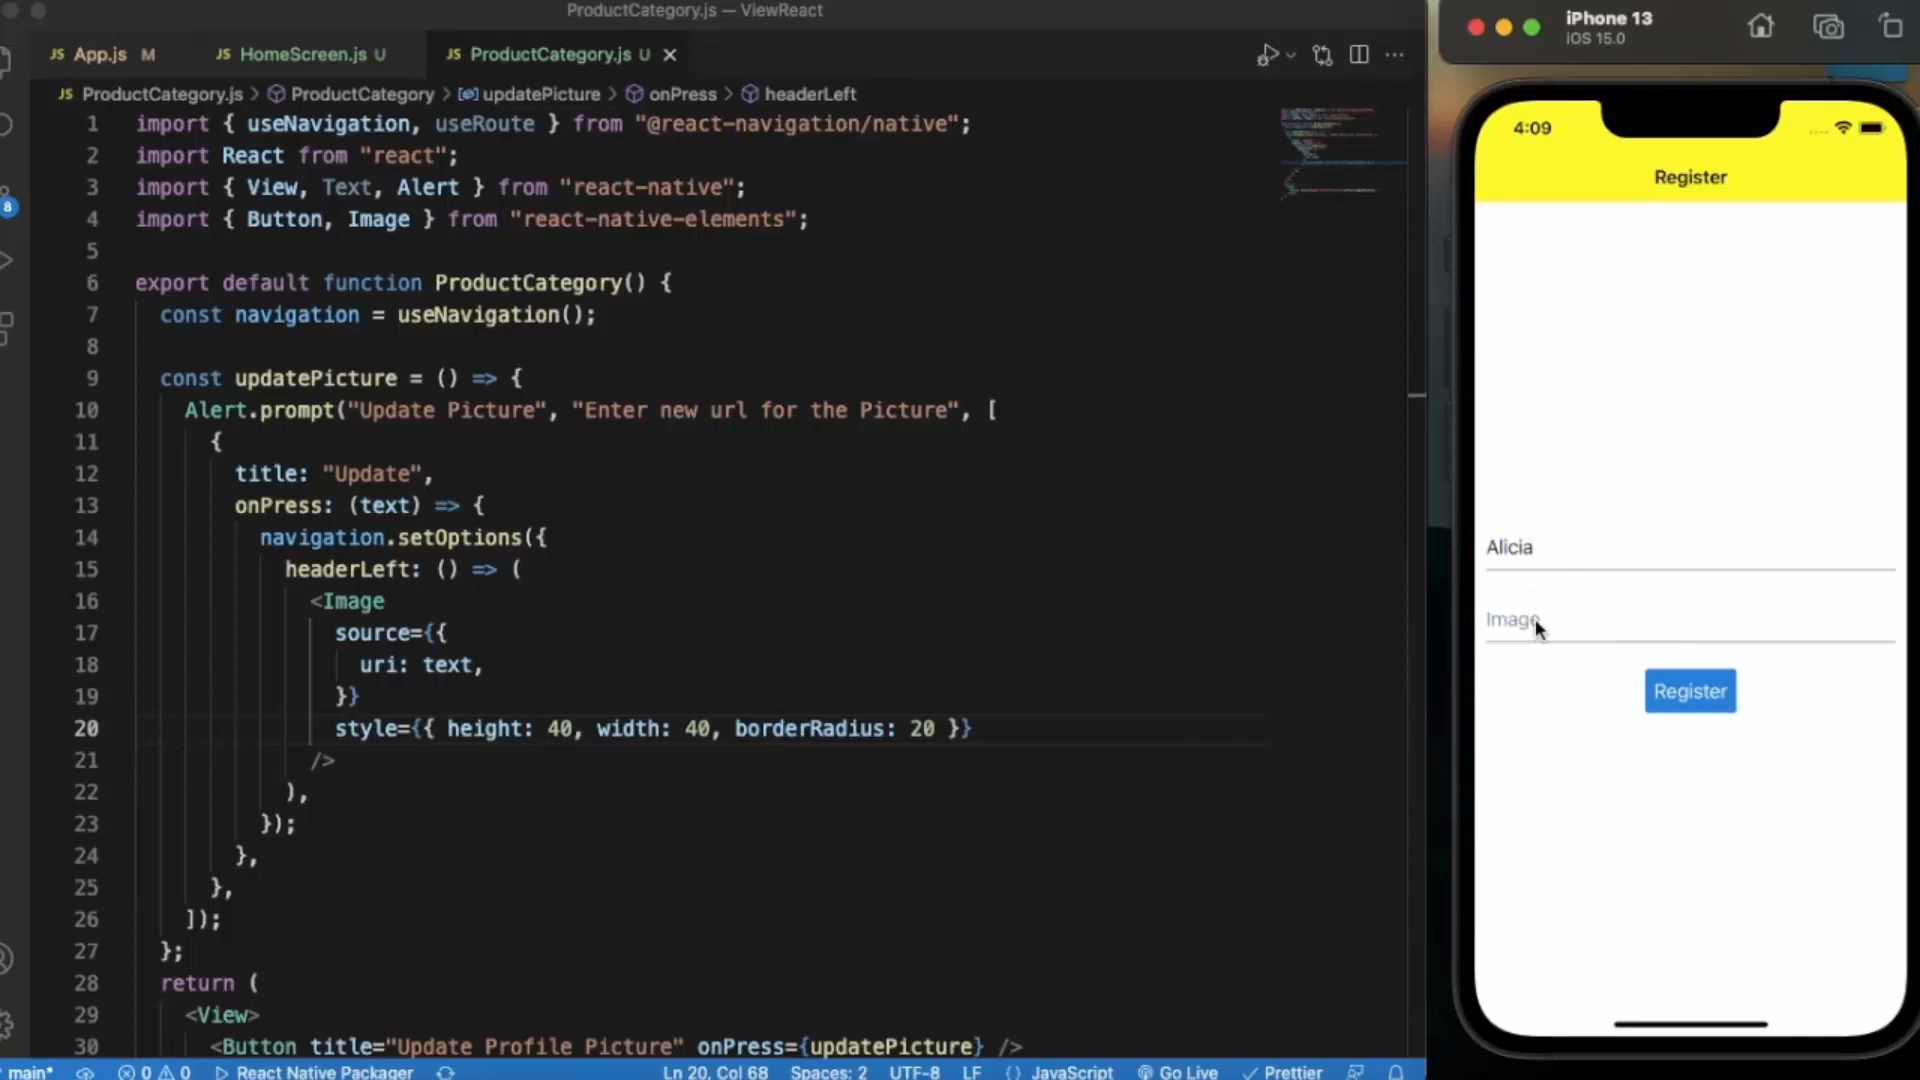 ProductCategory.js — ViewReact
JS App.js M
JS HomeScreen.js U
JS ProductCategory.js U
JS ProductCategory.js > ProductCategory > updatePicture > onPress > headerLeft
1 import { useNavigation, useRoute } from "@react-navigation/native";
2 import React from "react";
3 import { View, Text, Alert } from "react-native";
4 import { Button, Image } from "react-native-elements";
5
6 export default function ProductCategory() {
7 const navigation = useNavigation();
8
9 const updatePicture = () => {
10 Alert.prompt("Update Picture", "Enter new url for the Picture", [
11 {
12 title: "Update",
13 onPress: (text) => {
14 navigation.setOptions({
15 headerLeft: () => (
16 <Image
17 source={{
18 uri: text,
19 }}
20 style={{ height: 40, width: 40, borderRadius: 20 }}
21 />
22 ),
23 });
24 },
25 },
26 ]);
27 };
28 return (
29 <View>
30 <Button title="Update Profile Picture" onPress={updatePicture} />
8
main* 0 0 React Native Packager Ln 20, Col 68 Spaces: 2 UTF-8 LF {} JavaScript Go Live Prettier
iPhone 13
iOS 15.0
4:09
Register
Alicia
Image
Register